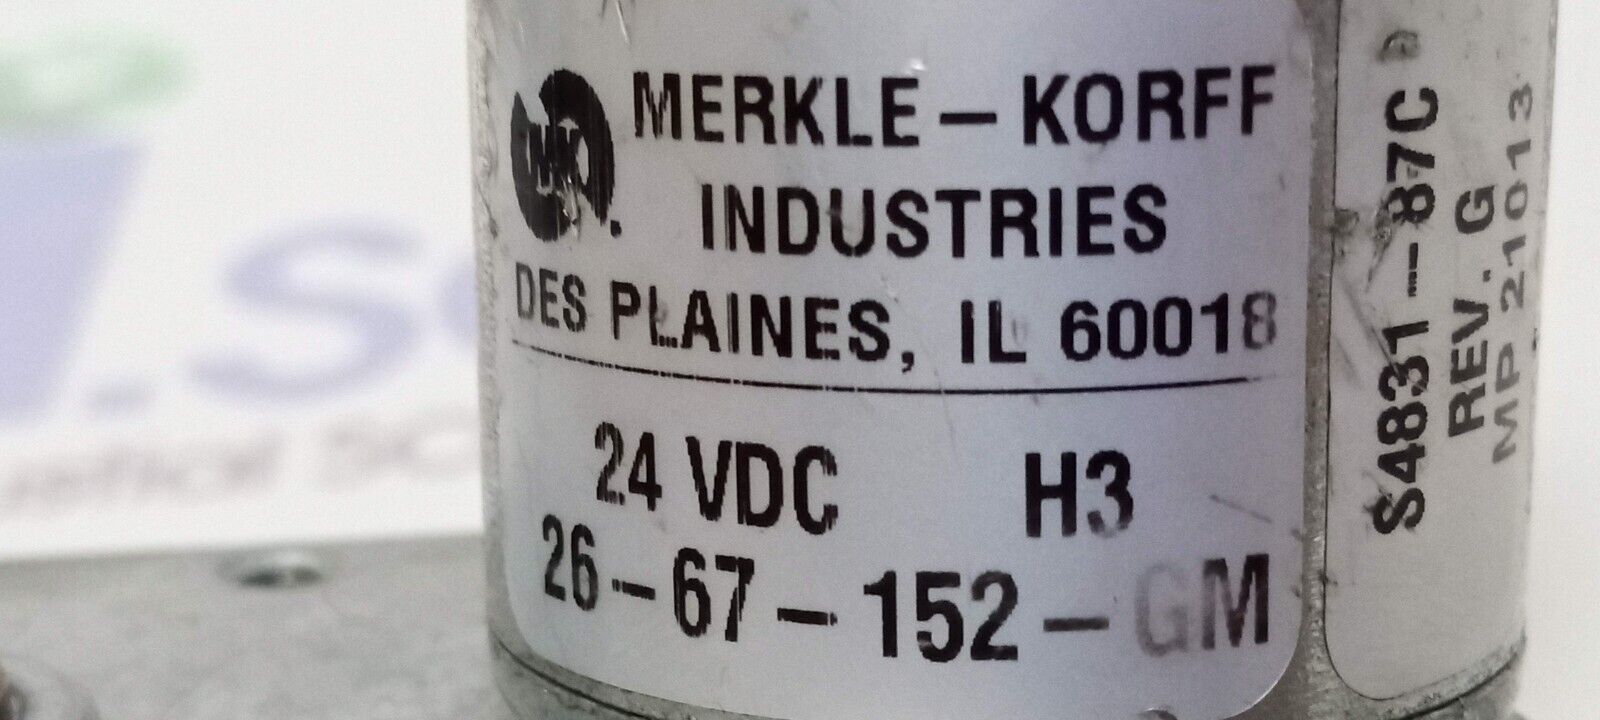 MERKLE-KORFF
INDUSTRIES
DES PLAINES, IL 60018
24 VDC H3
26-67-152-GM
S4831-87C
REV. G
MP 21013